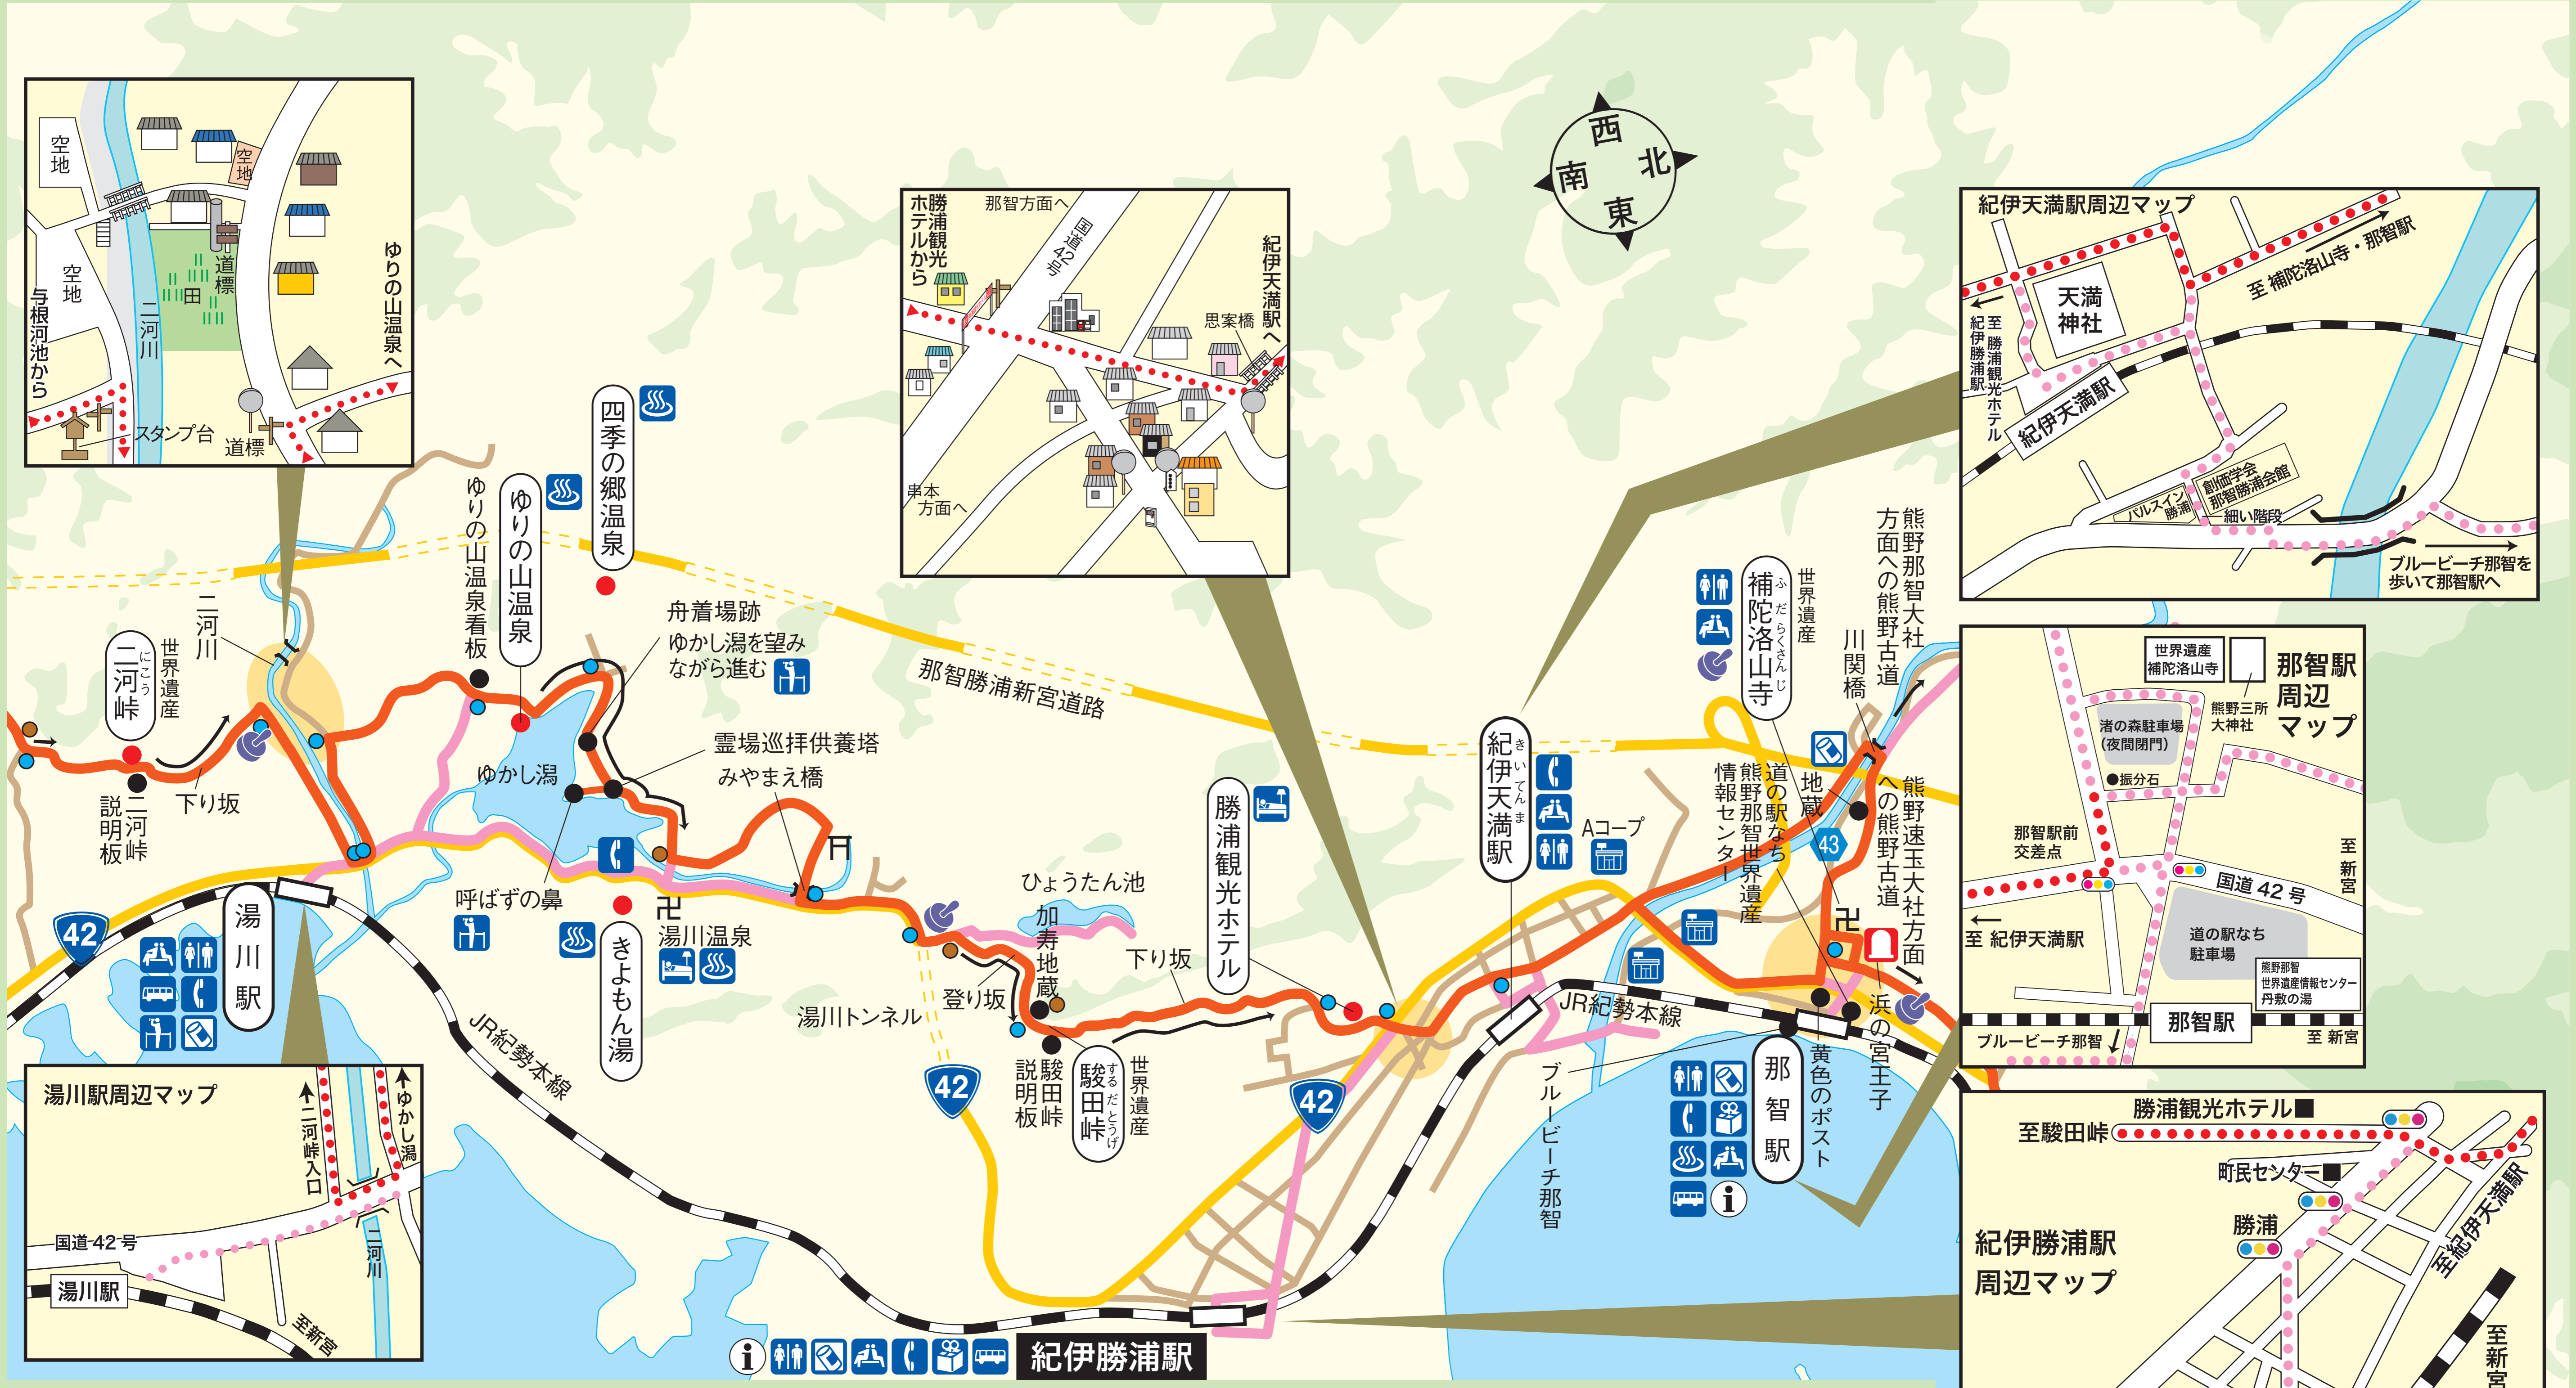 空地
空地
空地
道標
田
二河川
与根河池から
ゆりの山温泉へ
スタンプ台
道標
勝浦観光
ホテルから
那智方面へ
国道42号
紀伊天満駅へ
思案橋
串本
方面へ
西
南
北
東
紀伊天満駅周辺マップ
至 補陀洛山寺・那智駅
天満
神社
至 勝浦観光ホテル
紀伊勝浦駅
紀伊天満駅
創価学会
那智勝浦会館
パルスイン
勝浦
細い階段
ブルービーチ那智を
歩いて那智駅へ
四季の郷温泉
ゆりの山温泉
ゆりの山温泉看板
二河川
世界遺産
二河峠
にこう
二河峠
説明板
下り坂
舟着場跡
ゆかし潟を望み
ながら進む
霊場巡拝供養塔
みやまえ橋
ゆかし潟
那智勝浦新宮道路
呼ばずの鼻
きよもん湯
湯川温泉
湯川駅
42
JR紀勢本線
湯川トンネル
42
ひょうたん池
加寿地蔵
登り坂
駿田峠
説明板
世界遺産
駿田峠
するだとうげ
下り坂
勝浦観光ホテル
42
紀伊天満駅
きいてんま
Aコープ
JR紀勢本線
世界遺産
補陀洛山寺
ふだらくさんじ
熊野那智大社
方面への熊野古道
川関橋
地蔵
43
道の駅なち
熊野那智世界遺産
情報センター
熊野速玉大社方面
への熊野古道
浜の宮王子
黄色のポスト
那智駅
ブルービーチ那智
i
i
紀伊勝浦駅
湯川駅周辺マップ
二河峠入口
ゆかし潟
国道42号
二河川
湯川駅
至新宮
那智駅
周辺
マップ
世界遺産
補陀洛山寺
熊野三所
大神社
渚の森駐車場
(夜間閉門)
●振分石
那智駅前
交差点
至 新宮
国道42号
至 紀伊天満駅
道の駅なち
駐車場
熊野那智
世界遺産情報センター
丹敷の湯
那智駅
ブルービーチ那智
至 新宮
勝浦観光ホテル■
至駿田峠
町民センター■
勝浦
至紀伊天満駅
紀伊勝浦駅
周辺マップ
至新宮